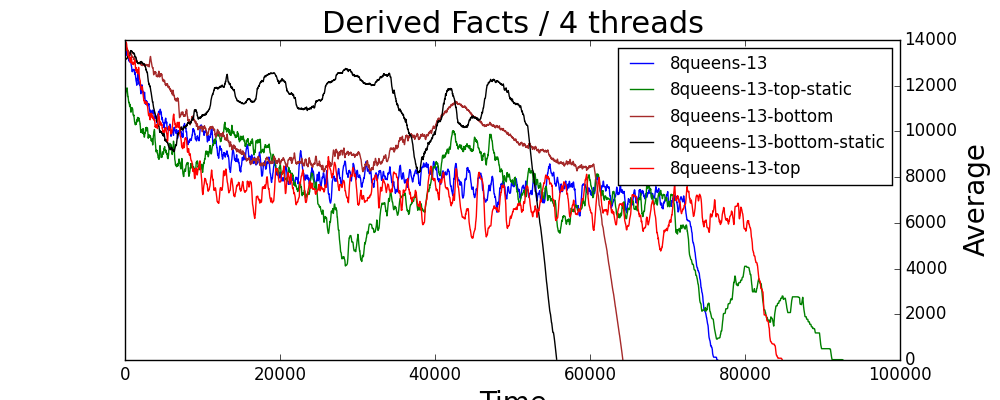 Derived Facts / 4 threads
8queens-13
8queens-13-top-static
8queens-13-bottom
8queens-13-bottom-static
8queens-13-top
14000
12000
10000
8000
6000
4000
2000
0
Average
0 20000 40000 60000 80000 100000
Time